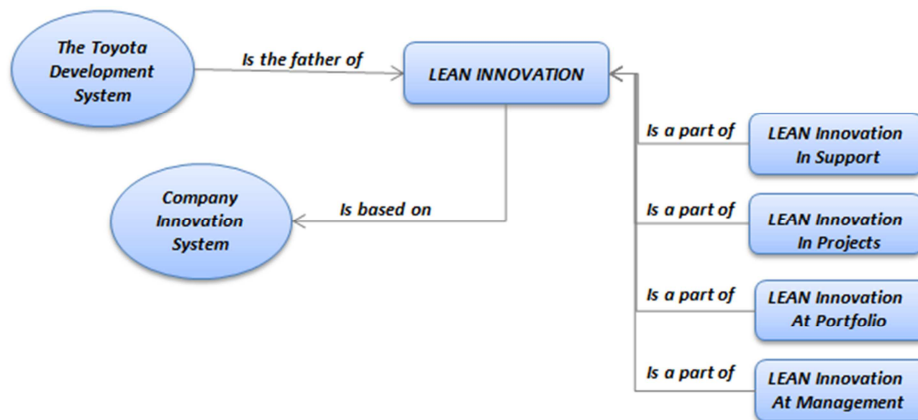 The Toyota
Development
System
Is the father of
LEAN INNOVATION
Company
Innovation
System
Is based on
Is a part of
LEAN Innovation
In Support
Is a part of
LEAN Innovation
In Projects
Is a part of
LEAN Innovation
At Portfolio
Is a part of
LEAN Innovation
At Management